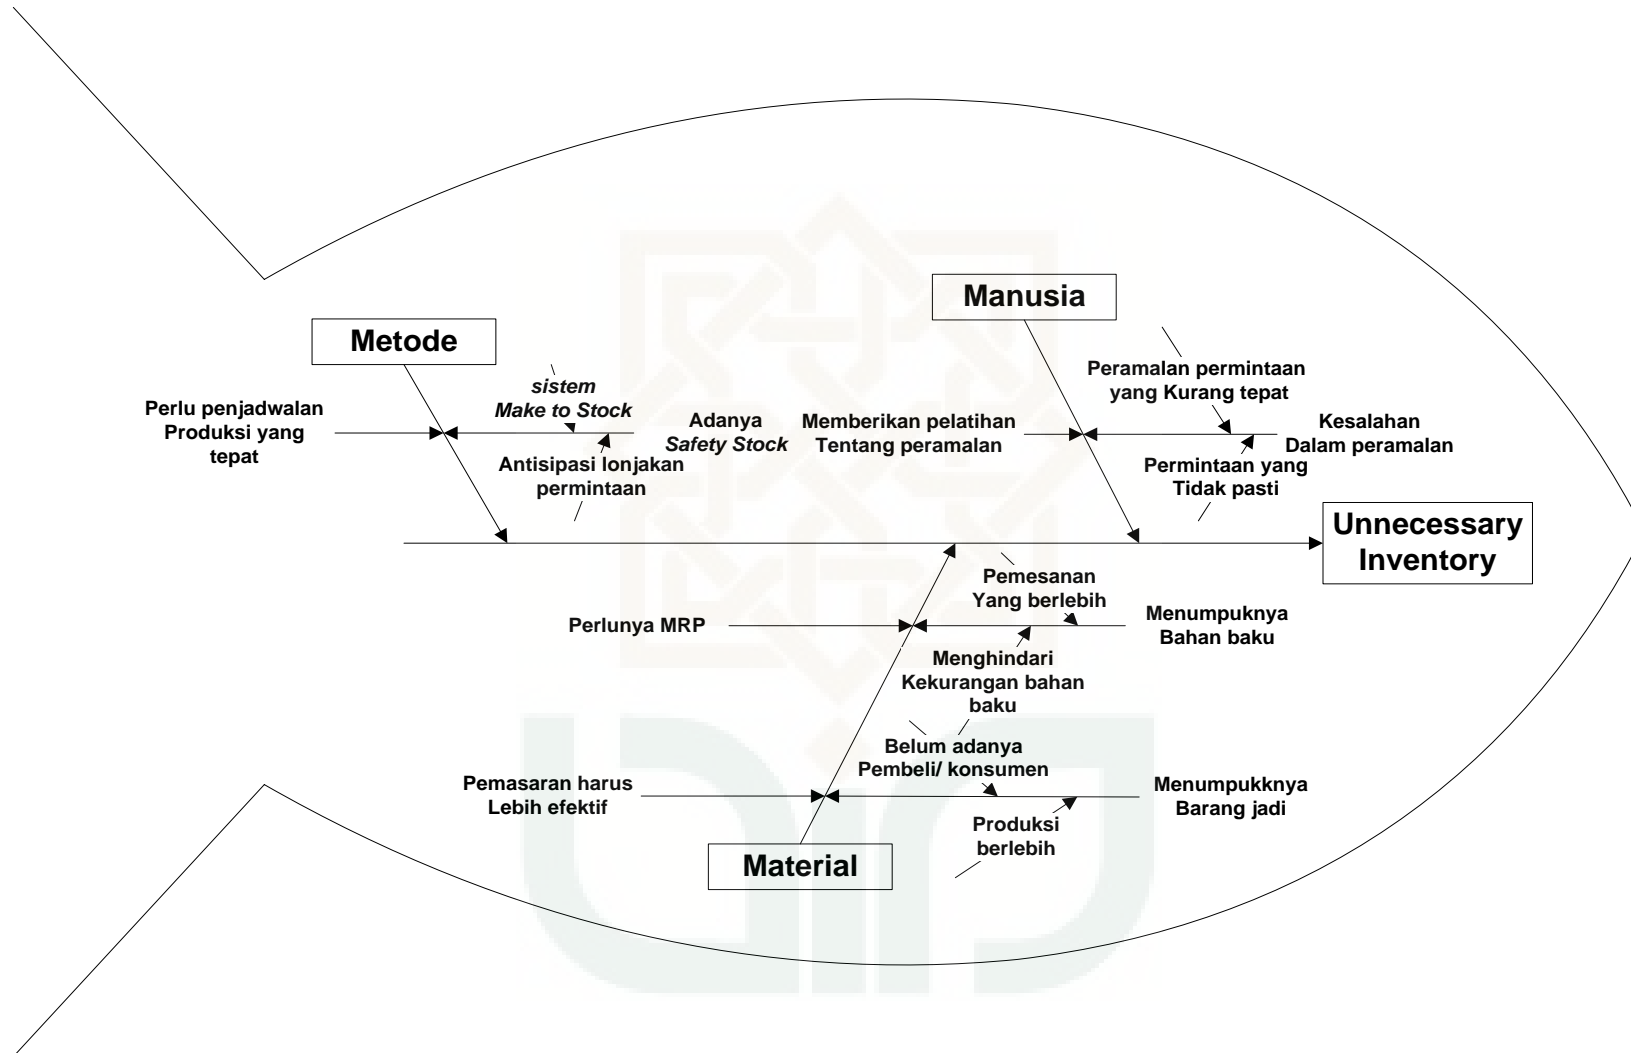 Manusia
Metode
Peramalan permintaan
yang Kurang tepat
sistem
Make to Stock
Perlu penjadwalan
Produksi yang
tepat
Adanya
Safety Stock
Memberikan pelatihan
Tentang peramalan
Kesalahan
Dalam peramalan
Antisipasi lonjakan
permintaan
Permintaan yang
Tidak pasti
Unnecessary
Inventory
Pemesanan
Yang berlebih
Perlunya MRP
Menumpuknya
Bahan baku
Menghindari
Kekurangan bahan
baku
Belum adanya
Pembeli/ konsumen
Pemasaran harus
Lebih efektif
Menumpukknya
Barang jadi
Produksi
berlebih
Material